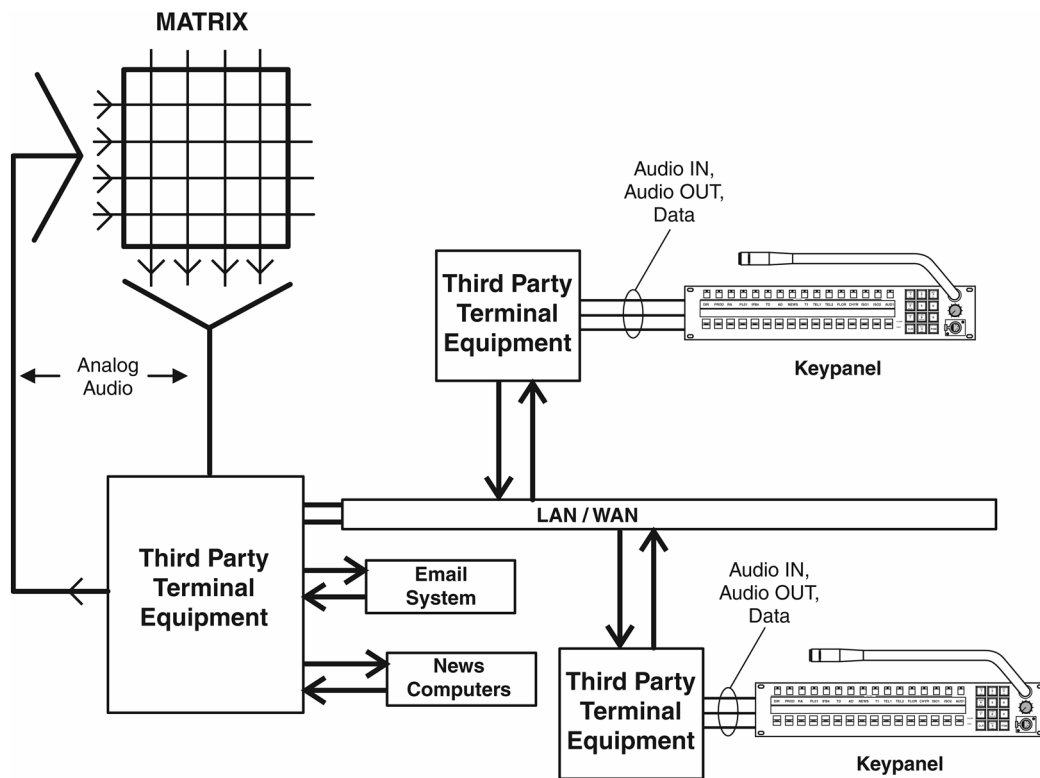 MATRIX
Audio IN,
Audio OUT,
Data
Third Party
Terminal
Equipment
Keypanel
Analog
Audio
LAN / WAN
Third Party
Terminal
Equipment
Email
System
News
Computers
Audio IN,
Audio OUT,
Data
Third Party
Terminal
Equipment
Keypanel